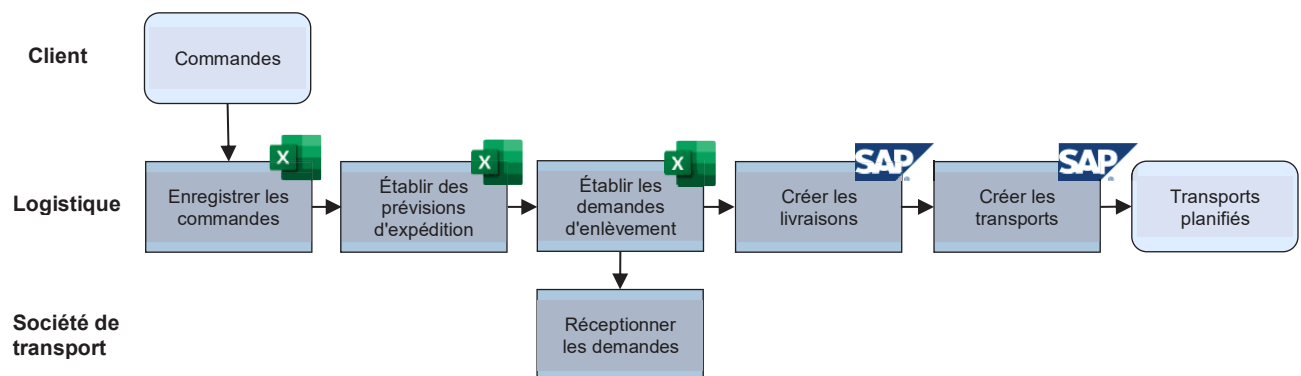 Client
Commandes
Logistique
Enregistrer les
commandes
X
Établir des
prévisions
d'expédition
X
Établir les
demandes
d'enlèvement
X
Créer les
livraisons
SAP
Créer les
transports
SAP
Transports
planifiés
Société de
transport
Réceptionner
les demandes